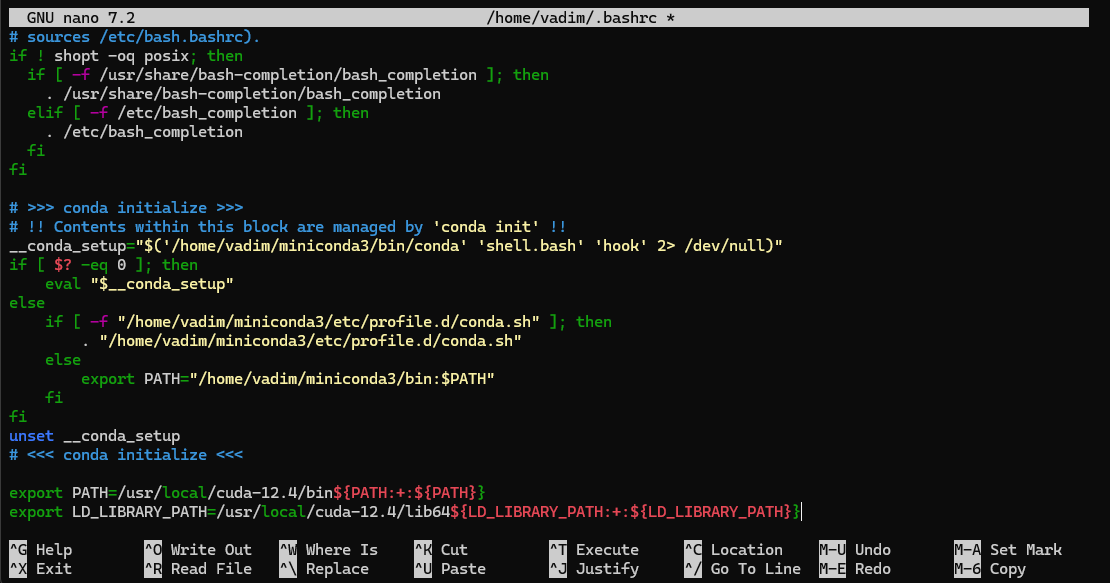 GNU nano 7.2 /home/vadim/.bashrc *
# sources /etc/bash.bashrc).
if ! shopt -oq posix; then
  if [ -f /usr/share/bash-completion/bash_completion ]; then
    . /usr/share/bash-completion/bash_completion
  elif [ -f /etc/bash_completion ]; then
    . /etc/bash_completion
  fi
fi

# >>> conda initialize >>>
# !! Contents within this block are managed by 'conda init' !!
__conda_setup="$('/home/vadim/miniconda3/bin/conda' 'shell.bash' 'hook' 2> /dev/null)"
if [ $? -eq 0 ]; then
    eval "$__conda_setup"
else
    if [ -f "/home/vadim/miniconda3/etc/profile.d/conda.sh" ]; then
        . "/home/vadim/miniconda3/etc/profile.d/conda.sh"
    else
        export PATH="/home/vadim/miniconda3/bin:$PATH"
    fi
fi
unset __conda_setup
# <<< conda initialize <<<

export PATH=/usr/local/cuda-12.4/bin${PATH:+:${PATH}}
export LD_LIBRARY_PATH=/usr/local/cuda-12.4/lib64${LD_LIBRARY_PATH:+:${LD_LIBRARY_PATH}}

^G Help ^O Write Out ^W Where Is ^K Cut ^T Execute ^C Location M-U Undo M-A Set Mark
^X Exit ^R Read File ^\ Replace ^U Paste ^J Justify ^/ Go To Line M-E Redo M-6 Copy